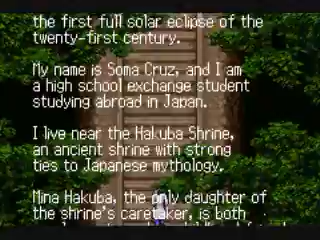 the first full solar eclipse of the
twenty-first century.
My name is Soma Cruz, and I am
a high school exchange student
studying abroad in Japan.
I live near the Hakuba Shrine,
an ancient shrine with strong
ties to Japanese mythology.
Mina Hakuba, the only daughter of
the shrine's caretaker, is both